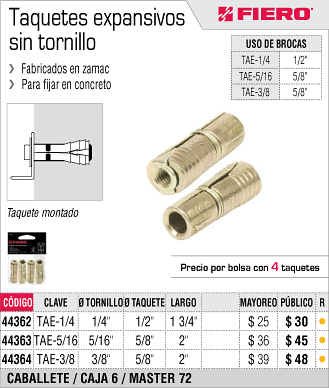 Taquetes expansivos
sin tornillo
FIERO
Fabricados en zamac
Para fijar en concreto
USO DE BROCAS
TAE-1/4 1/2"
TAE-5/16 5/8"
TAE-3/8 5/8"
Taquete montado
Precio por bolsa con 4 taquetes
CÓDIGO CLAVE Ø TORNILLO Ø TAQUETE LARGO MAYOREO PÚBLICO R
44362 TAE-1/4 1/4" 1/2" 1 3/4" $ 25 $ 30
44363 TAE-5/16 5/16" 5/8" 2" $ 36 $ 45
44364 TAE-3/8 3/8" 5/8" 2" $ 39 $ 48
CABALLETE / CAJA 6 / MASTER 72